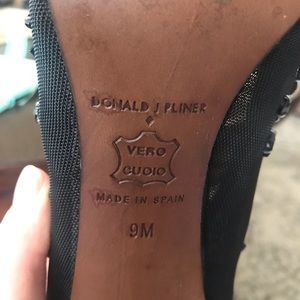 DONALD J PLINER
VERO
CUOIO
MADE IN SPAIN
9M